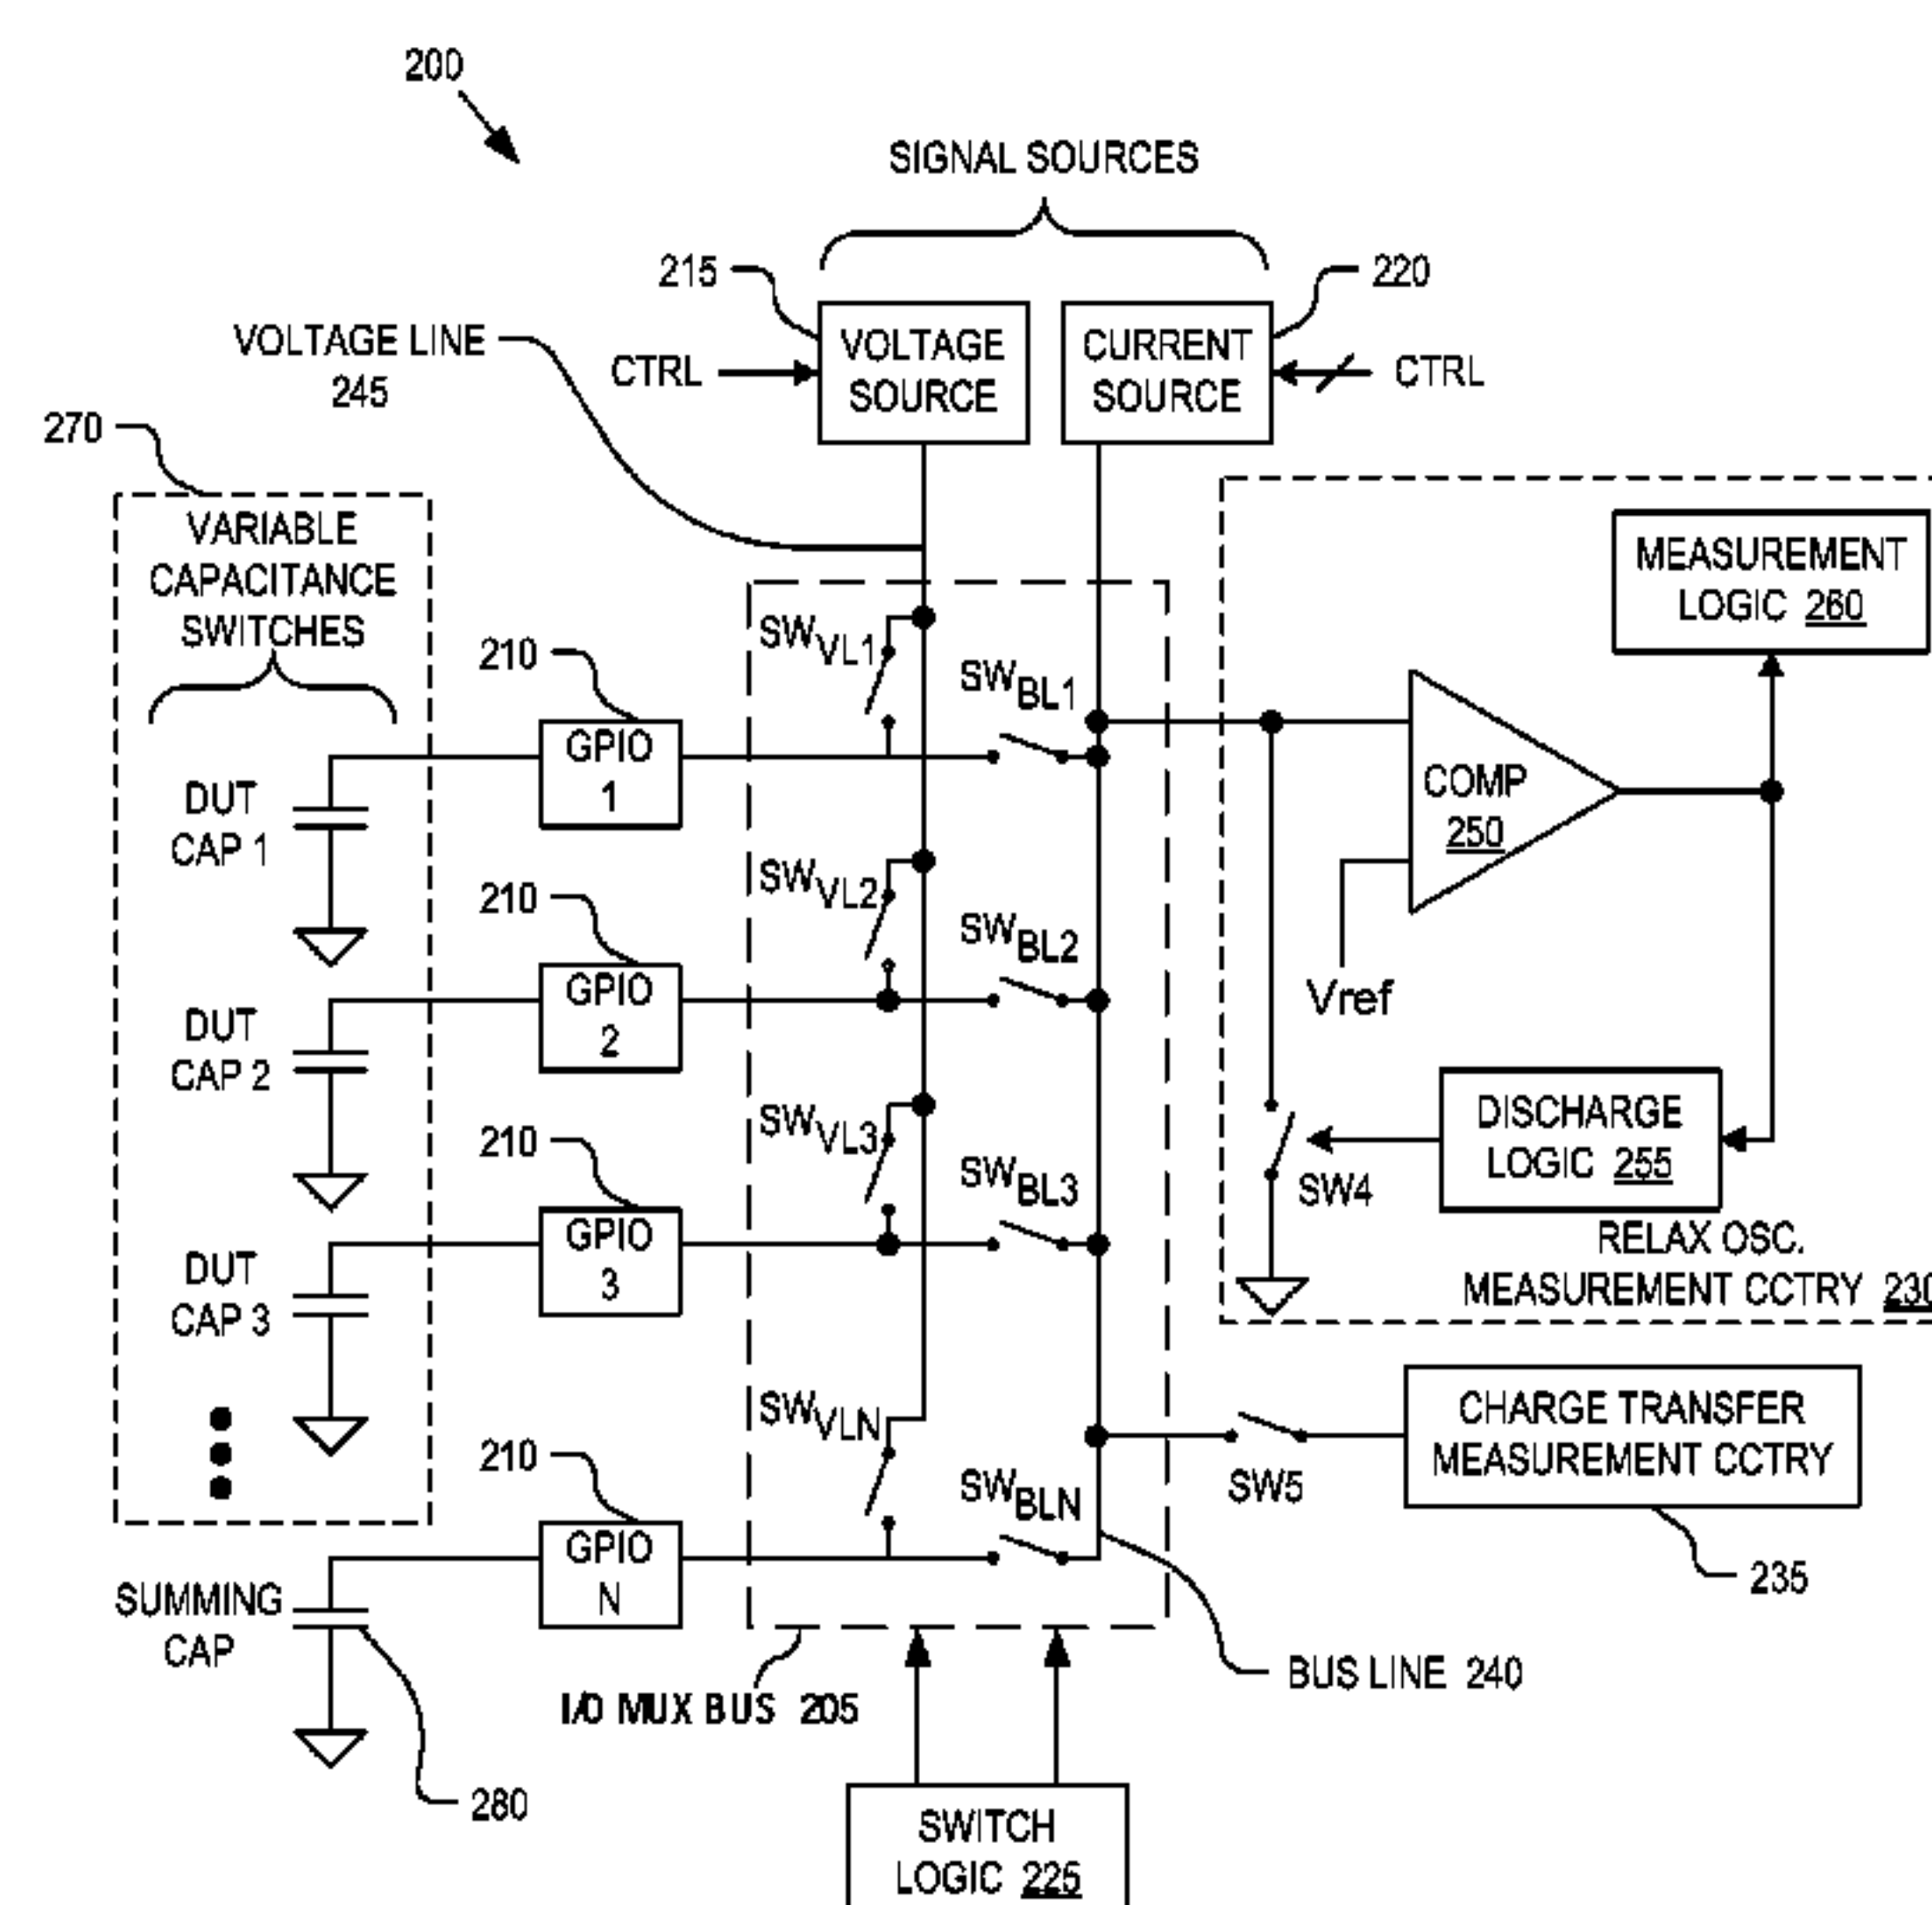 200
SIGNAL SOURCES
215
220
VOLTAGE LINE
245
CTRL
VOLTAGE
SOURCE
CURRENT
SOURCE
CTRL
270
VARIABLE
CAPACITANCE
SWITCHES
MEASUREMENT
LOGIC 260
SWVL1
210
SWBL1
GPIO
1
DUT
CAP 1
COMP
250
SWVL2
210
SWBL2
GPIO
2
Vref
DUT
CAP 2
SWVL3
210
SWBL3
DISCHARGE
LOGIC 255
SW4
GPIO
3
RELAX OSC.
MEASUREMENT CCTRY 230
DUT
CAP 3
SWVLN
210
SWBLN
CHARGE TRANSFER
MEASUREMENT CCTRY
SW5
GPIO
N
235
SUMMING
CAP
BUS LINE 240
I/O MUX BUS 205
280
SWITCH
LOGIC 225